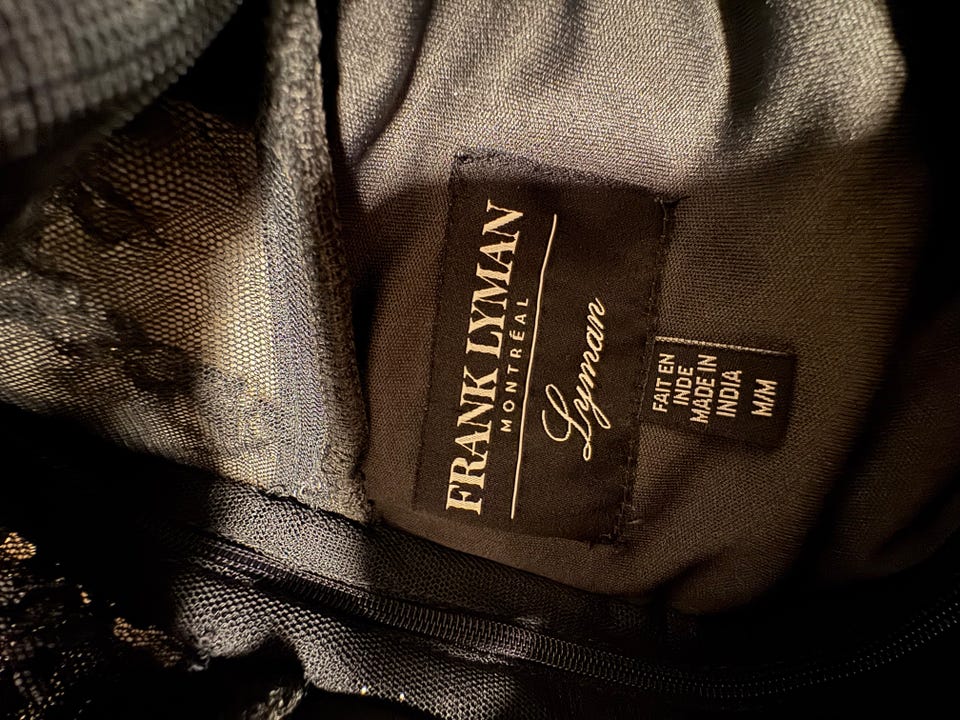 FRANK LYMAN
MONTRÉAL
Lyman
FAIT EN
INDE
MADE IN
INDIA
M/M